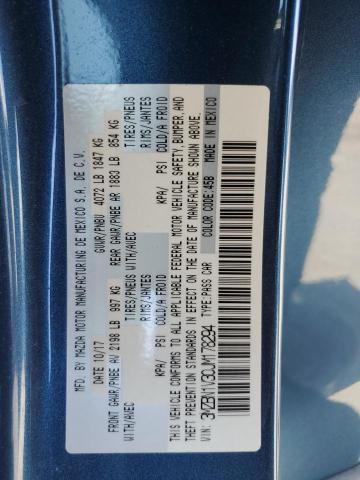 MFD. BY MAZDA MOTOR MANUFACTURING DE MEXICO S.A. DE C.V.
DATE: 10/17 GVWR/PNBV 4072 LB 1847 KG
FRONT GAWR/PNBE AV 2198 LB 997 KG REAR GAWR/PNBE AR 1883 LB 854 KG
WITH/AVEC TIRES/PNEUS WITH/AVEC TIRES/PNEUS
RIMS/JANTES RIMS/JANTES
KPA/ PSI COLD/A FROID KPA/ PSI COLD/A FROID
THIS VEHICLE CONFORMS TO ALL APPLICABLE FEDERAL MOTOR VEHICLE SAFETY, BUMPER, AND
THEFT PREVENTION STANDARDS IN EFFECT ON THE DATE OF MANUFACTURE SHOWN ABOVE.
VIN: 3MZBN1V30JM178294 TYPE: PASS CAR COLOR CODE: 45B MADE IN MEXICO